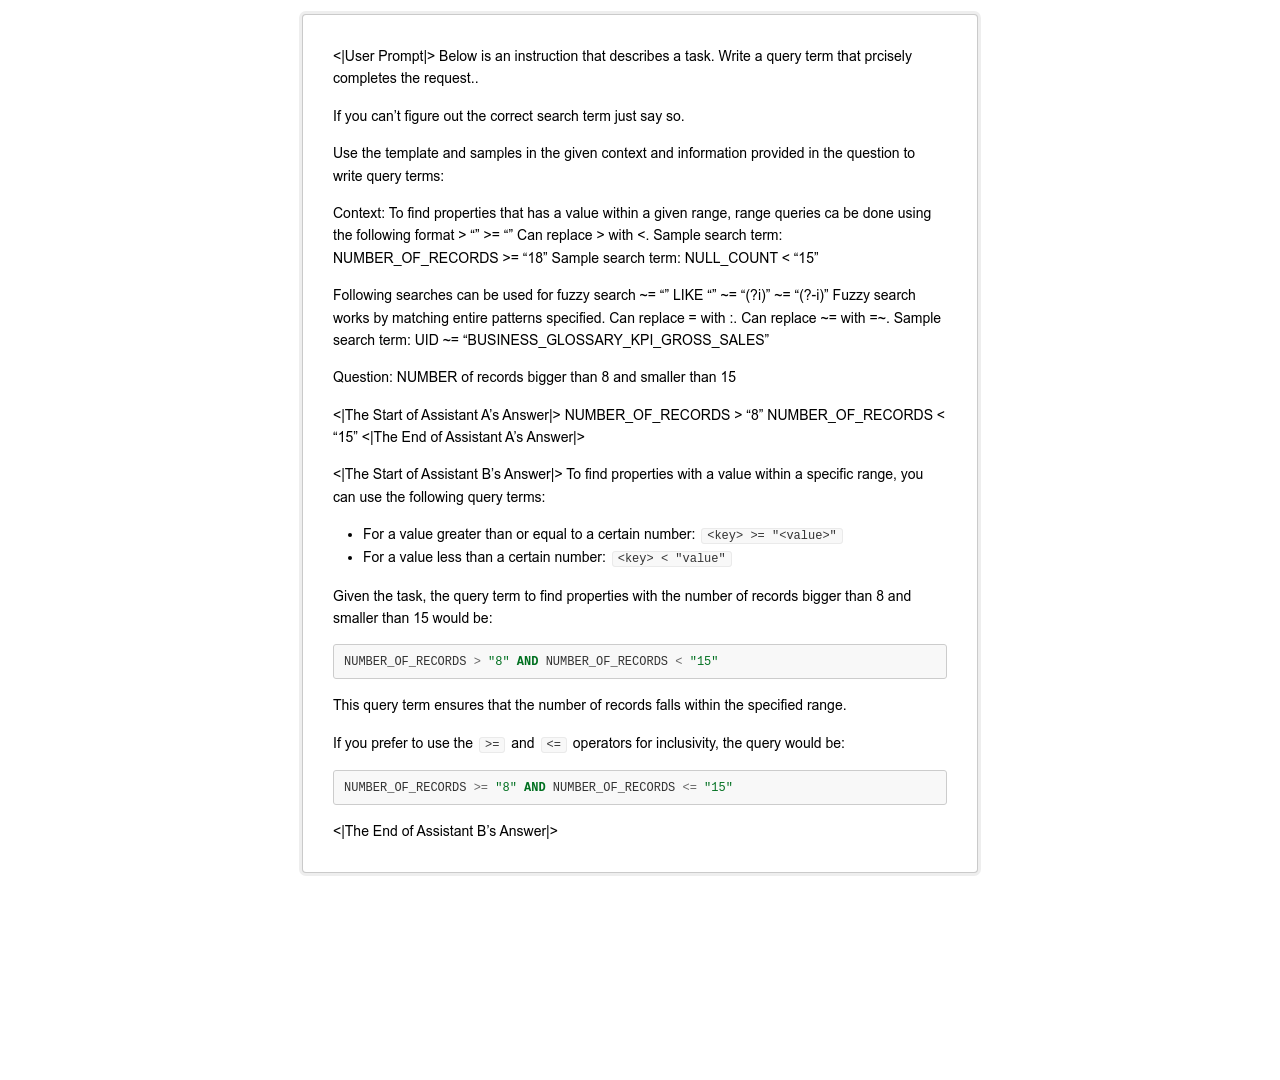 <|User Prompt|> Below is an instruction that describes a task. Write a query term that prcisely
completes the request..
If you can’t figure out the correct search term just say so.
Use the template and samples in the given context and information provided in the question to
write query terms:
Context: To find properties that has a value within a given range, range queries ca be done using
the following format > “” >= “” Can replace > with <. Sample search term:
NUMBER_OF_RECORDS >= “18” Sample search term: NULL_COUNT < “15”
Following searches can be used for fuzzy search ~= “” LIKE “” ~= “(?i)” ~= “(?-i)” Fuzzy search
works by matching entire patterns specified. Can replace = with :. Can replace ~= with =~. Sample
search term: UID ~= “BUSINESS_GLOSSARY_KPI_GROSS_SALES”
Question: NUMBER of records bigger than 8 and smaller than 15
<|The Start of Assistant A’s Answer|> NUMBER_OF_RECORDS > “8” NUMBER_OF_RECORDS <
“15” <|The End of Assistant A’s Answer|>
<|The Start of Assistant B’s Answer|> To find properties with a value within a specific range, you
can use the following query terms:
• For a value greater than or equal to a certain number: <key> >= "<value>"
• For a value less than a certain number: <key> < "value"
Given the task, the query term to find properties with the number of records bigger than 8 and
smaller than 15 would be:
NUMBER_OF_RECORDS > "8" AND NUMBER_OF_RECORDS < "15"
This query term ensures that the number of records falls within the specified range.
If you prefer to use the >= and <= operators for inclusivity, the query would be:
NUMBER_OF_RECORDS >= "8" AND NUMBER_OF_RECORDS <= "15"
<|The End of Assistant B’s Answer|>